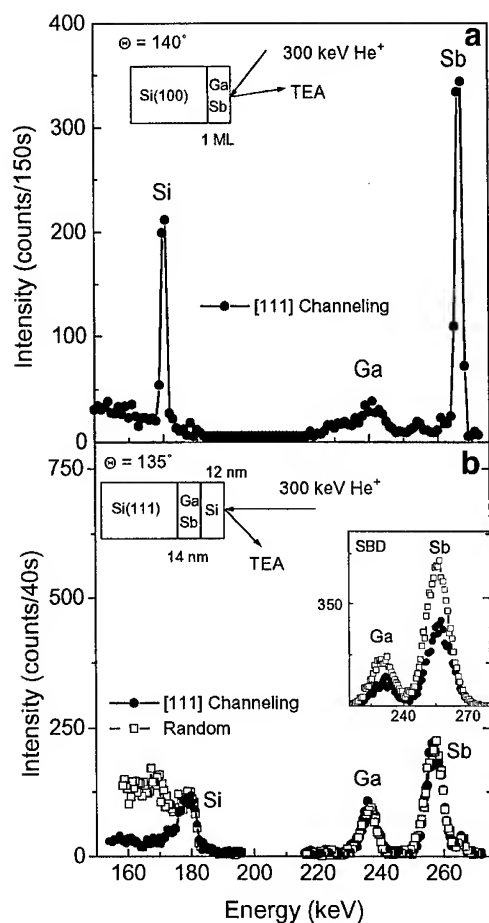 a
Θ = 140°
300 keV He+
Si(100)
Ga
Sb
TEA
1 ML
Sb
Si
Ga
[111] Channeling
Intensity (counts/150s)
400
300
200
100
0
b
Θ = 135°
12 nm
Si(111)
Ga
Sb
Si
300 keV He+
14 nm
TEA
SBD
Sb
Ga
350
240
270
[111] Channeling
Random
Si
Ga
Sb
Intensity (counts/40s)
750
500
250
0
160
180
200
220
240
260
Energy (keV)